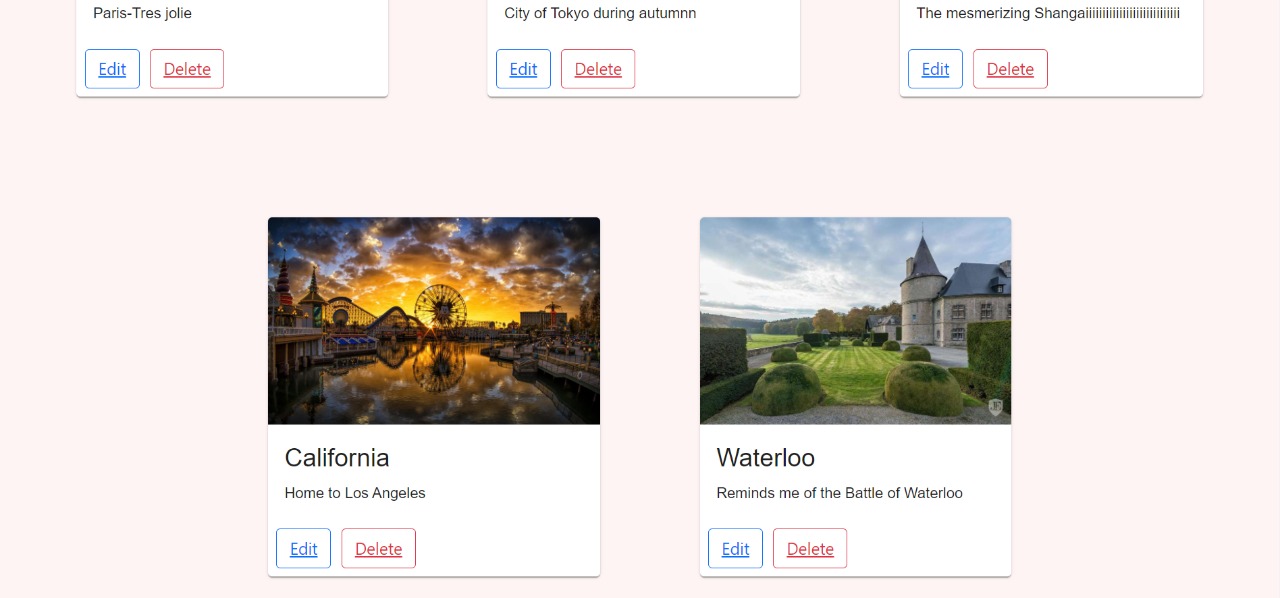 Paris-Tres jolie
City of Tokyo during autumnn
The mesmerizing Shangaiiiiiiiiiiiiiiiiiiiiiiiiiiii
Edit Delete
Edit Delete
Edit Delete
California
Home to Los Angeles
Edit Delete
Waterloo
Reminds me of the Battle of Waterloo
Edit Delete